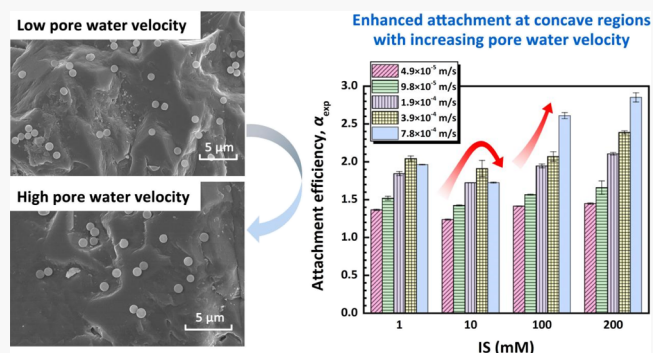 Low pore water velocity
5 μm
High pore water velocity
5 μm
Enhanced attachment at concave regions
with increasing pore water velocity
4.9×10⁻⁵ m/s
9.8×10⁻⁵ m/s
1.9×10⁻⁴ m/s
3.9×10⁻⁴ m/s
7.8×10⁻⁴ m/s
Attachment efficiency, αexp
3.0
2.5
2.0
1.5
1.0
0.5
0.0
1 10 100 200
IS (mM)